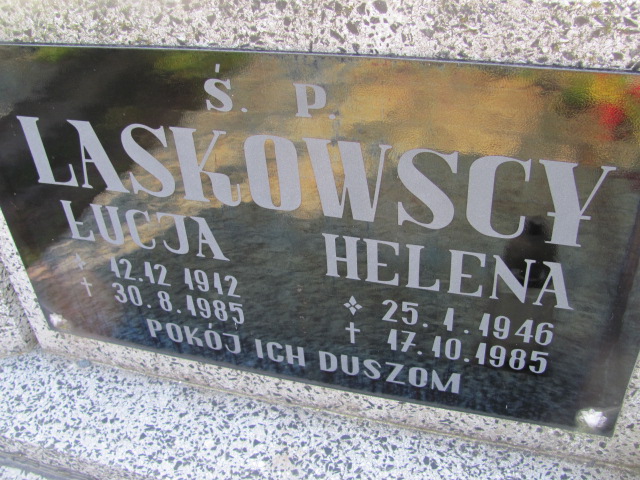 Ś. P.
LASKOWSCY
ŁUCJA
12.12 1912
30.8.1985
HELENA
25.1.1946
17.10.1985
POKÓJ ICH DUSZOM